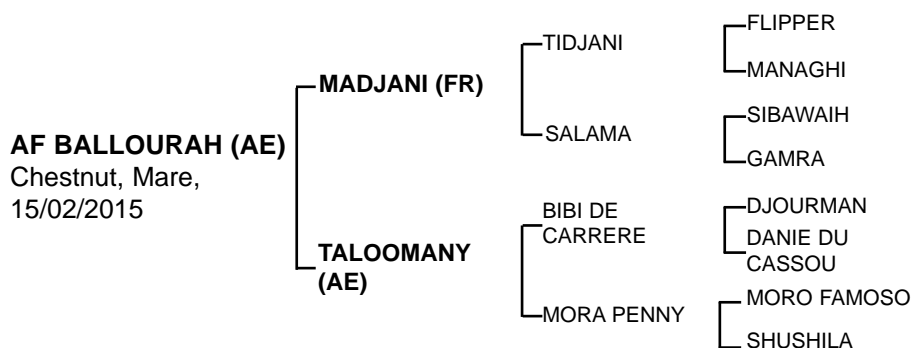 AF BALLOURAH (AE)
Chestnut, Mare,
15/02/2015
MADJANI (FR)
TALOOMANY
(AE)
TIDJANI
SALAMA
BIBI DE
CARRERE
MORA PENNY
FLIPPER
MANAGHI
SIBAWAIH
GAMRA
DJOURMAN
DANIE DU
CASSOU
MORO FAMOSO
SHUSHILA